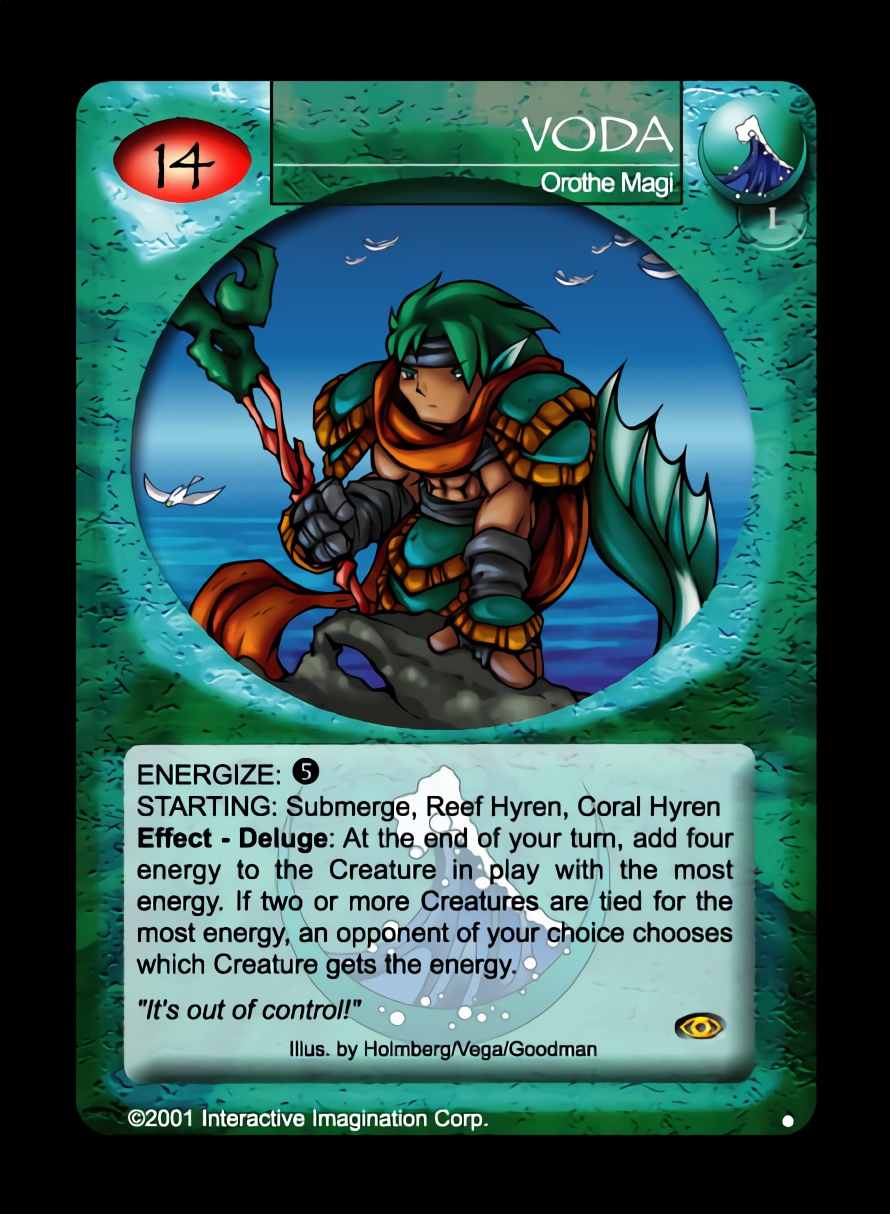 14
VODA
Orothe Magi
I
ENERGIZE: 5
STARTING: Submerge, Reef Hyren, Coral Hyren
Effect - Deluge: At the end of your turn, add four
energy to the Creature in play with the most
energy. If two or more Creatures are tied for the
most energy, an opponent of your choice chooses
which Creature gets the energy.
"It's out of control!"
Illus. by Holmberg/Vega/Goodman
©2001 Interactive Imagination Corp.